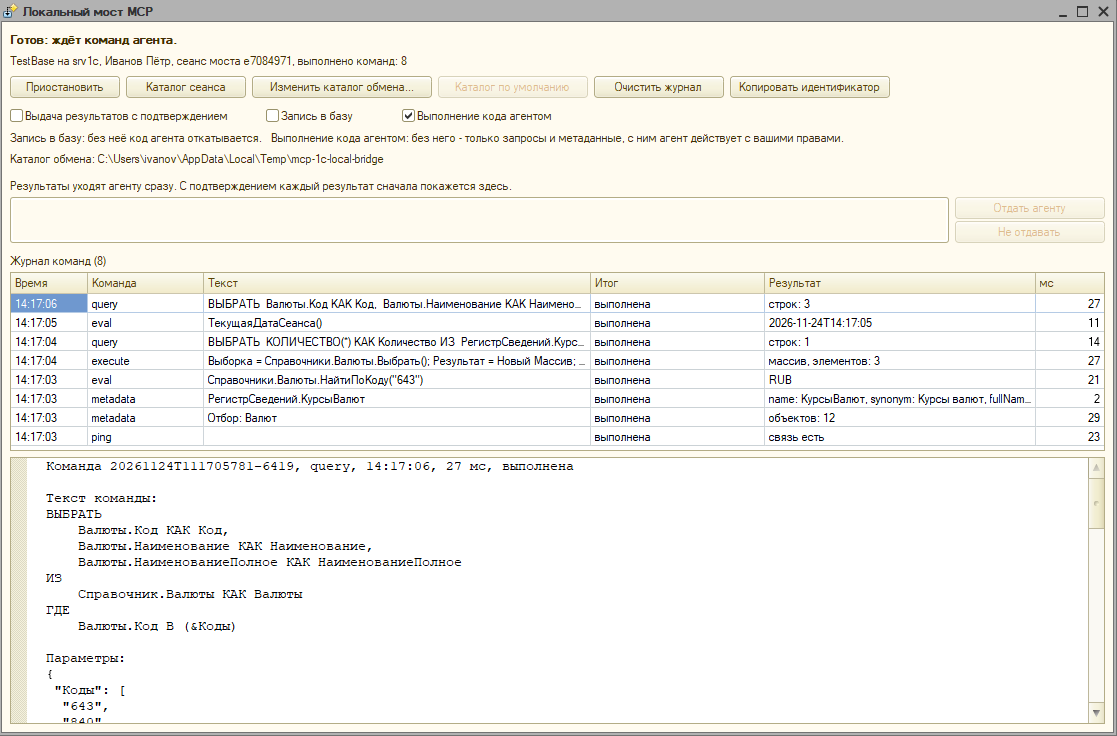 Локальный мост MCP
Готов: ждёт команд агента.
TestBase на srv1c, Иванов Пётр, сеанс моста e7084971, выполнено команд: 8
Приостановить Каталог сеанса Изменить каталог обмена... Каталог по умолчанию Очистить журнал Копировать идентификатор
Выдача результатов с подтверждением Запись в базу Выполнение кода агентом
Запись в базу: без неё код агента откатывается. Выполнение кода агентом: без него - только запросы и метаданные, с ним агент действует с вашими правами.
Каталог обмена: C:\Users\ivanov\AppData\Local\Temp\mcp-1c-local-bridge
Результаты уходят агенту сразу. С подтверждением каждый результат сначала покажется здесь.
Отдать агенту
Не отдавать
Журнал команд (8)
Время Команда Текст Итог Результат мс
14:17:06 query ВЫБРАТЬ Валюты.Код КАК Код, Валюты.Наименование КАК Наимено... выполнена строк: 3 27
14:17:05 eval ТекущаяДатаСеанса() выполнена 2026-11-24T14:17:05 11
14:17:04 query ВЫБРАТЬ КОЛИЧЕСТВО(*) КАК Количество ИЗ РегистрСведений.Курс... выполнена строк: 1 14
14:17:04 execute Выборка = Справочники.Валюты.Выбрать(); Результат = Новый Массив; ... выполнена массив, элементов: 3 27
14:17:03 eval Справочники.Валюты.НайтиПоКоду("643") выполнена RUB 21
14:17:03 metadata РегистрСведений.КурсыВалют выполнена name: КурсыВалют, synonym: Курсы валют, fullNam... 2
14:17:03 metadata Отбор: Валют выполнена объектов: 12 29
14:17:03 ping выполнена связь есть 23
Команда 20261124T111705781-6419, query, 14:17:06, 27 мс, выполнена
Текст команды:
ВЫБРАТЬ
Валюты.Код КАК Код,
Валюты.Наименование КАК Наименование,
Валюты.НаименованиеПолное КАК НаименованиеПолное
ИЗ
Справочник.Валюты КАК Валюты
ГДЕ
Валюты.Код В (&Коды)
Параметры:
{
"Коды": [
"643",
"840"